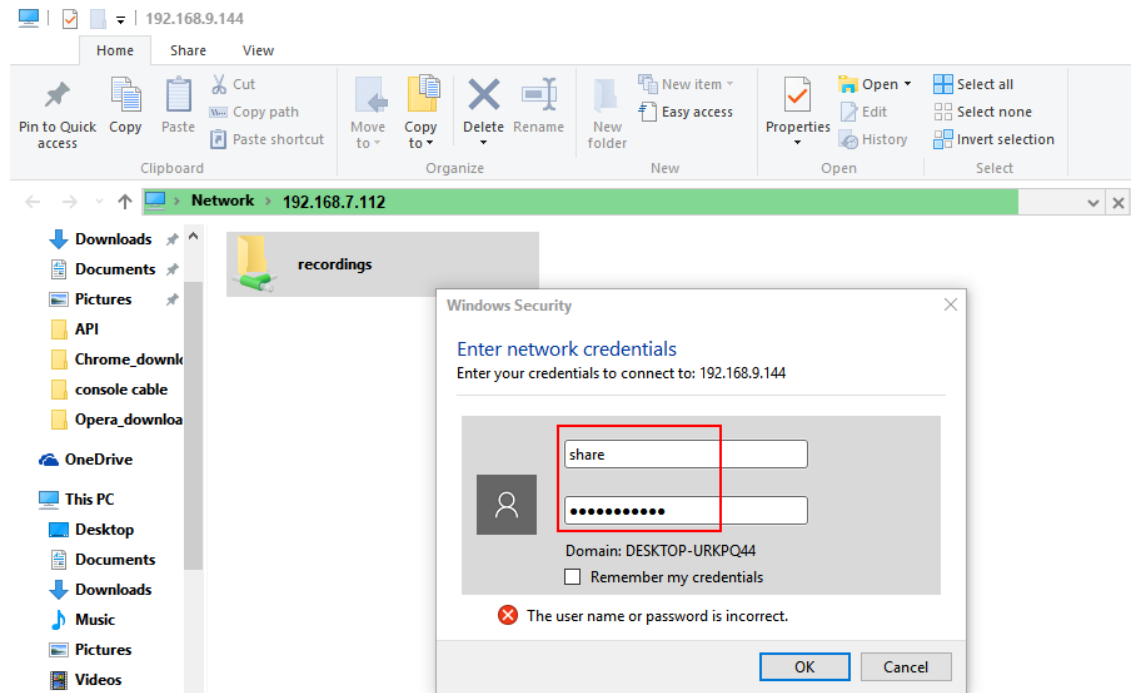 192.168.9.144
Home Share View
Pin to Quick access
Copy
Paste
Cut
Copy path
Paste shortcut
Clipboard
Move to
Copy to
Delete
Rename
Organize
New folder
New item
Easy access
New
Properties
Open
Edit
History
Open
Select all
Select none
Invert selection
Select
Network > 192.168.7.112
Downloads
Documents
Pictures
API
Chrome_downlo
console cable
Opera_downloa
OneDrive
This PC
Desktop
Documents
Downloads
Music
Pictures
Videos
recordings
Windows Security
Enter network credentials
Enter your credentials to connect to: 192.168.9.144
share
•••••••••••
Domain: DESKTOP-URKPQ44
Remember my credentials
The user name or password is incorrect.
OK Cancel